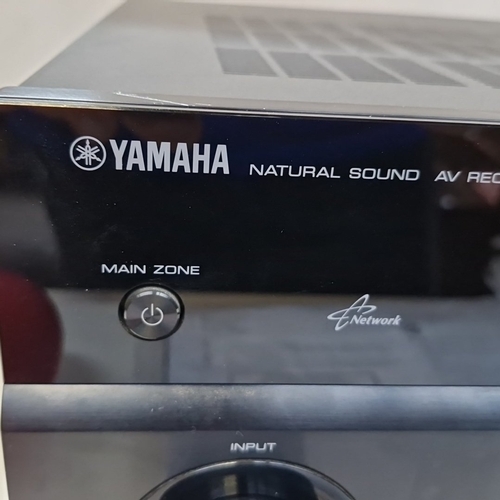 YAMAHA NATURAL SOUND AV REC
MAIN ZONE
Network
INPUT